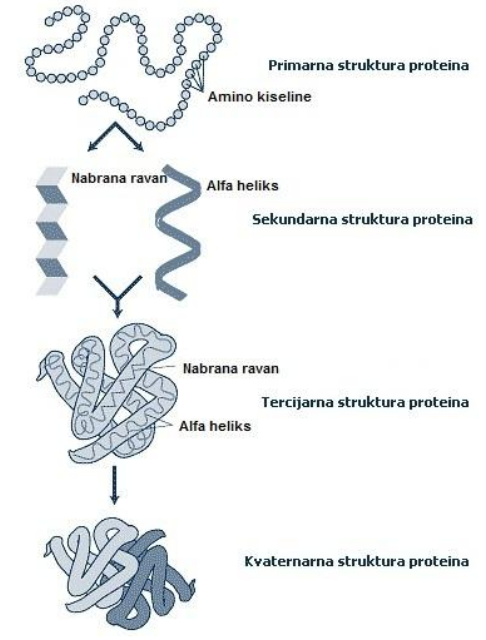 Primarna struktura proteina
Amino kiseline
Nabrana ravan
Alfa heliks
Sekundarna struktura proteina
Nabrana ravan
Tercijarna struktura proteina
Alfa heliks
Kvaternarna struktura proteina